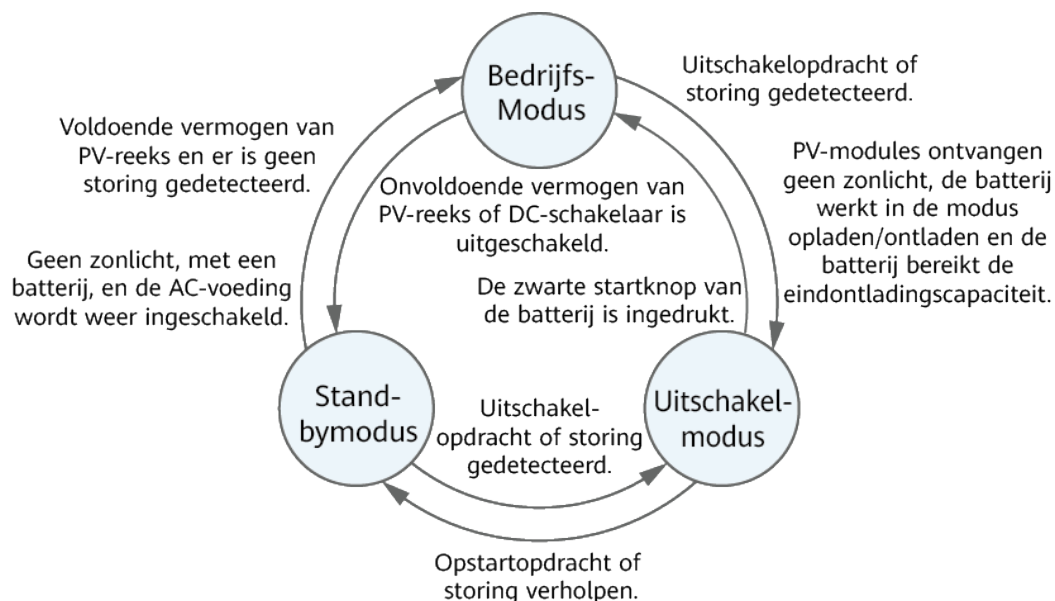 Bedrijfs-
Modus
Uitschakelopdracht of
storing gedetecteerd.
Voldoende vermogen van
PV-reeks en er is geen
storing gedetecteerd.
PV-modules ontvangen
geen zonlicht, de batterij
werkt in de modus
opladen/ontladen en de
batterij bereikt de
eindontladingscapaciteit.
Onvoldoende vermogen van
PV-reeks of DC-schakelaar is
uitgeschakeld.
Geen zonlicht, met een
batterij, en de AC-voeding
wordt weer ingeschakeld.
De zwarte startknop van
de batterij is ingedrukt.
Stand-
bymodus
Uitschakel-
opdracht of storing
gedetecteerd.
Uitschakel-
modus
Opstartopdracht of
storing verholpen.